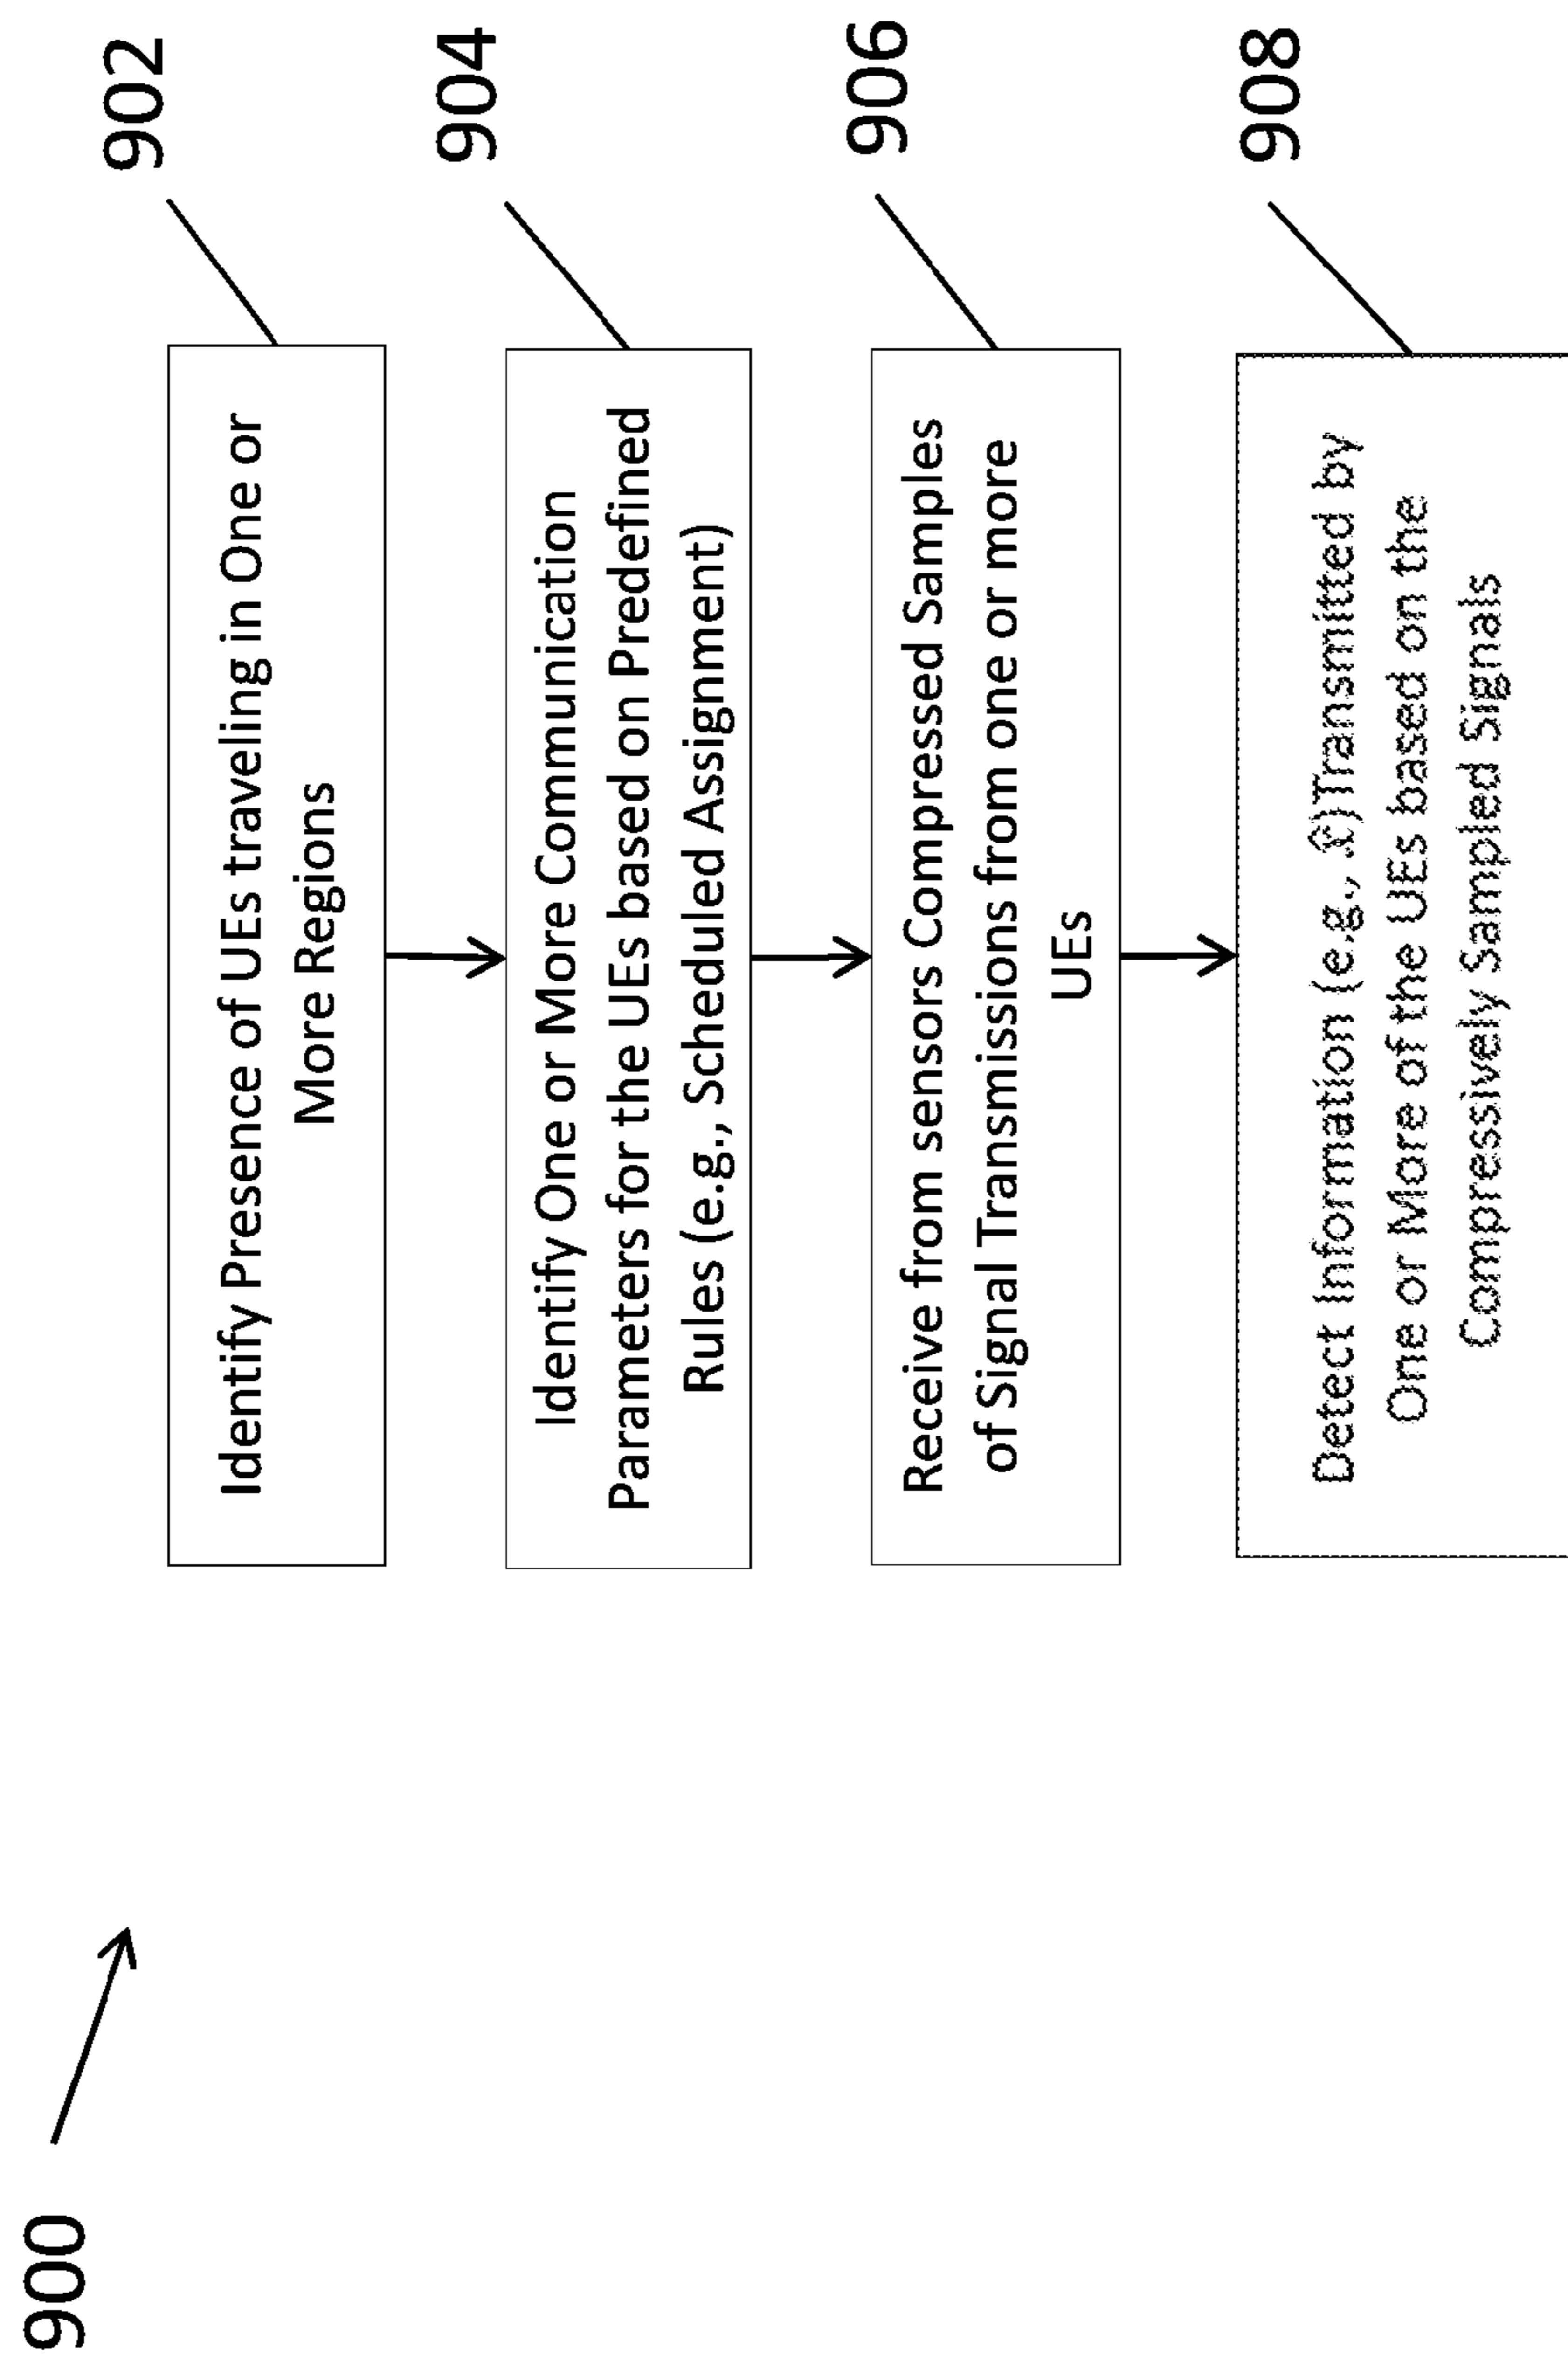 900
Identify Presence of UEs traveling in One or
More Regions
902
Identify One or More Communication
Parameters for the UEs based on Predefined
Rules (e.g., Scheduled Assignment)
904
Receive from sensors Compressed Samples
of Signal Transmissions from one or more
UEs
906
Detect Information (e.g., x̂)Transmitted by
One or More of the UEs based on the
Compressively Sampled Signals
908